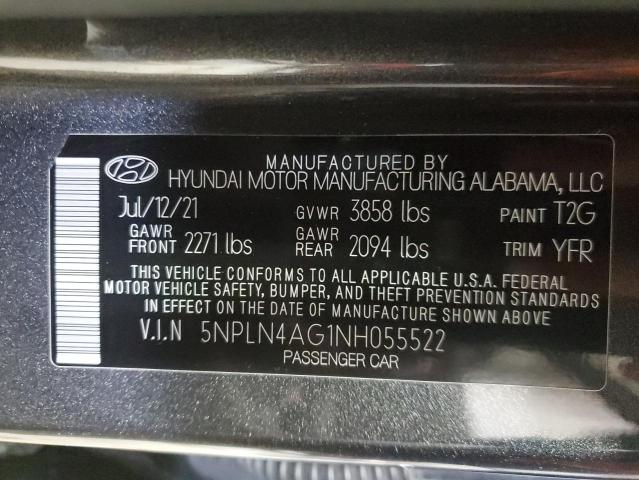 MANUFACTURED BY
HYUNDAI MOTOR MANUFACTURING ALABAMA, LLC
Jul/12/21 GVWR 3858 lbs PAINT T2G
GAWR FRONT 2271 lbs GAWR REAR 2094 lbs TRIM YFR
THIS VEHICLE CONFORMS TO ALL APPLICABLE U.S.A. FEDERAL
MOTOR VEHICLE SAFETY, BUMPER, AND THEFT PREVENTION STANDARDS
IN EFFECT ON THE DATE OF MANUFACTURE SHOWN ABOVE
V.I.N 5NPLN4AG1NH055522
PASSENGER CAR